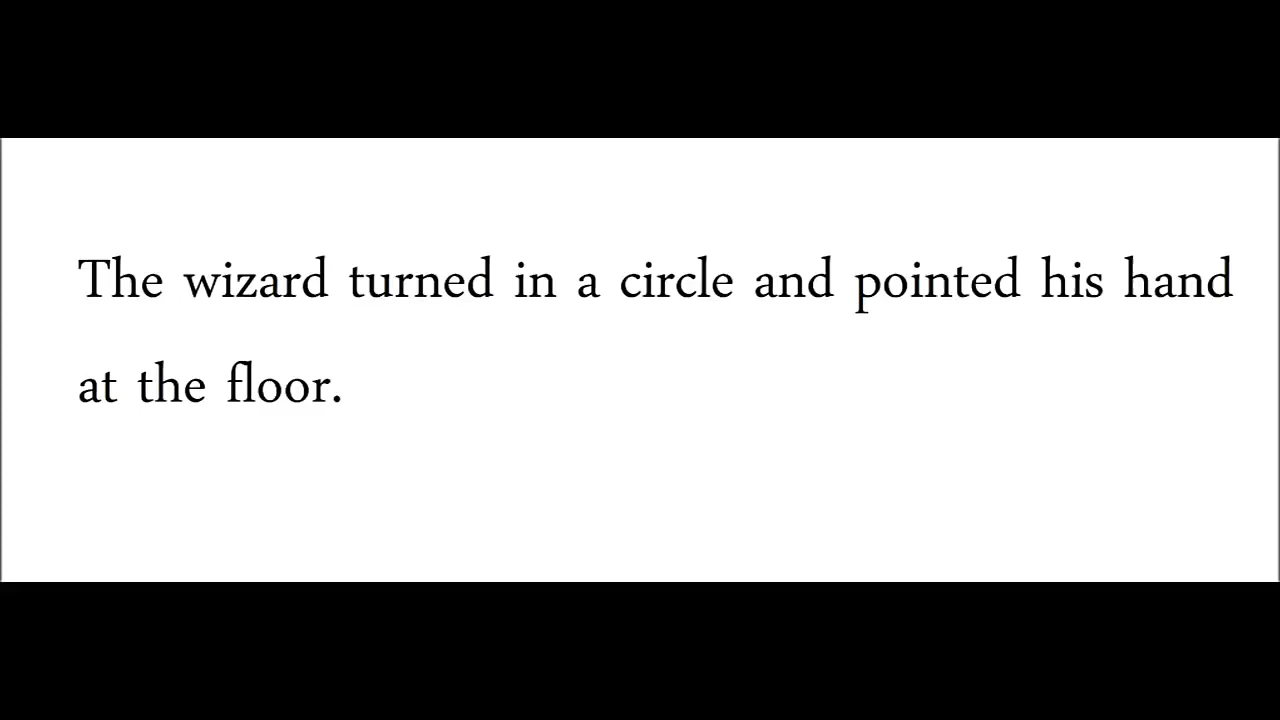 The wizard turned in a circle and pointed his hand
at the floor.